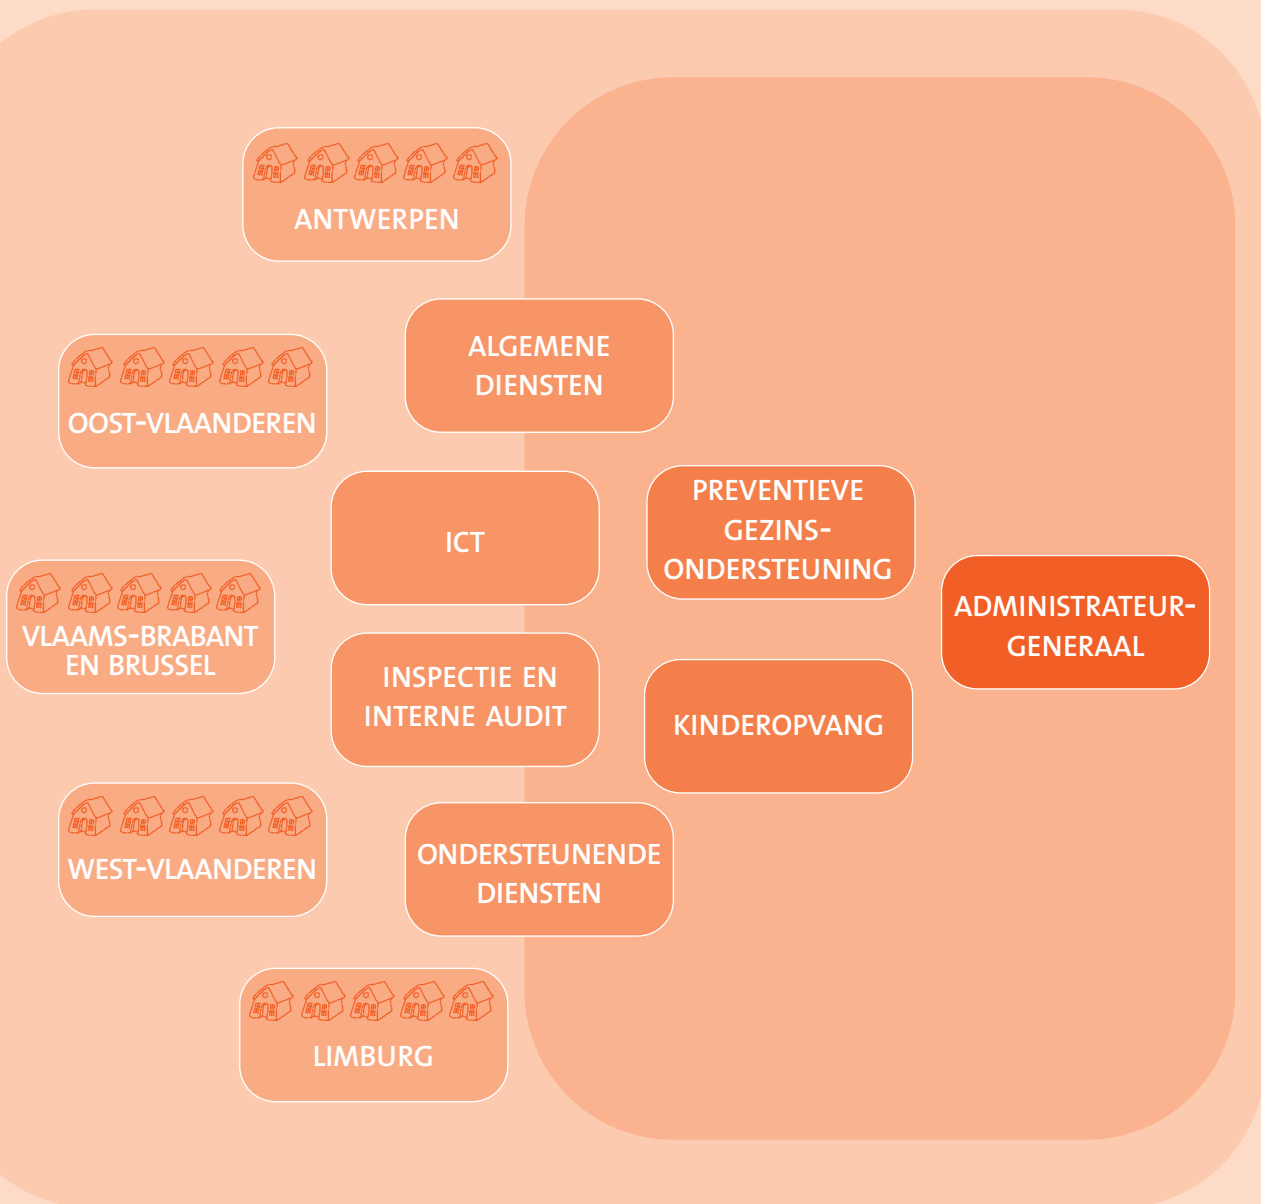 ANTWERPEN
ALGEMENE
DIENSTEN
OOST-VLAANDEREN
PREVENTIEVE
GEZINS-
ONDERSTEUNING
ICT
ADMINISTRATEUR-
GENERAAL
VLAAMS-BRABANT
EN BRUSSEL
INSPECTIE EN
INTERNE AUDIT
KINDEROPVANG
WEST-VLAANDEREN
ONDERSTEUNENDE
DIENSTEN
LIMBURG